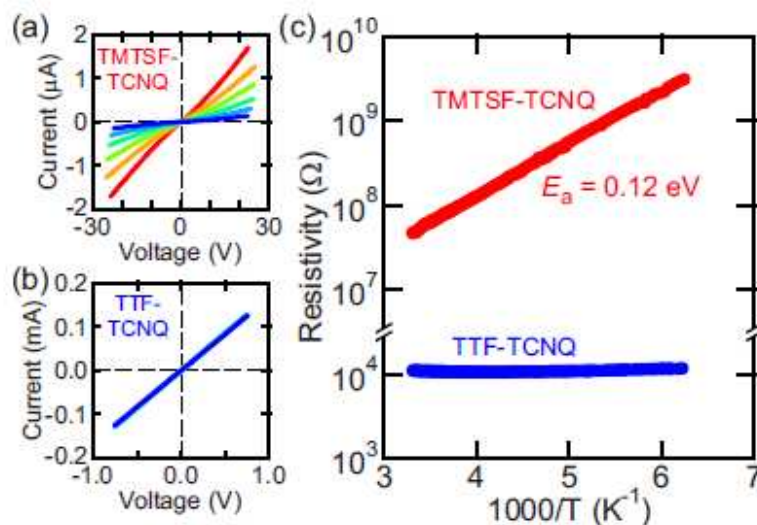 (a)
2
1
0
-1
-2
Current (μA)
TMTSF-
TCNQ
-30
0
30
Voltage (V)
(b)
0.2
0.1
0.0
-0.1
-0.2
Current (mA)
TTF-
TCNQ
-1.0
0.0
1.0
Voltage (V)
(c)
10^10
10^9
10^8
10^7
10^4
10^3
Resistivity (Ω)
TMTSF-TCNQ
E_a = 0.12 eV
TTF-TCNQ
3
4
5
6
7
1000/T (K^-1)